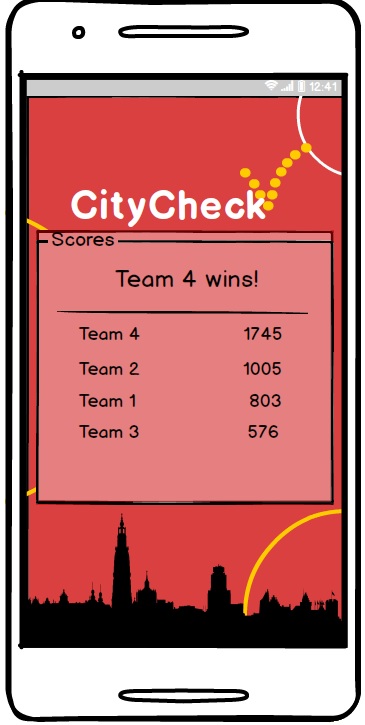 12:41
CityCheck
Scores
Team 4 wins!
Team 4 1745
Team 2 1005
Team 1 803
Team 3 576